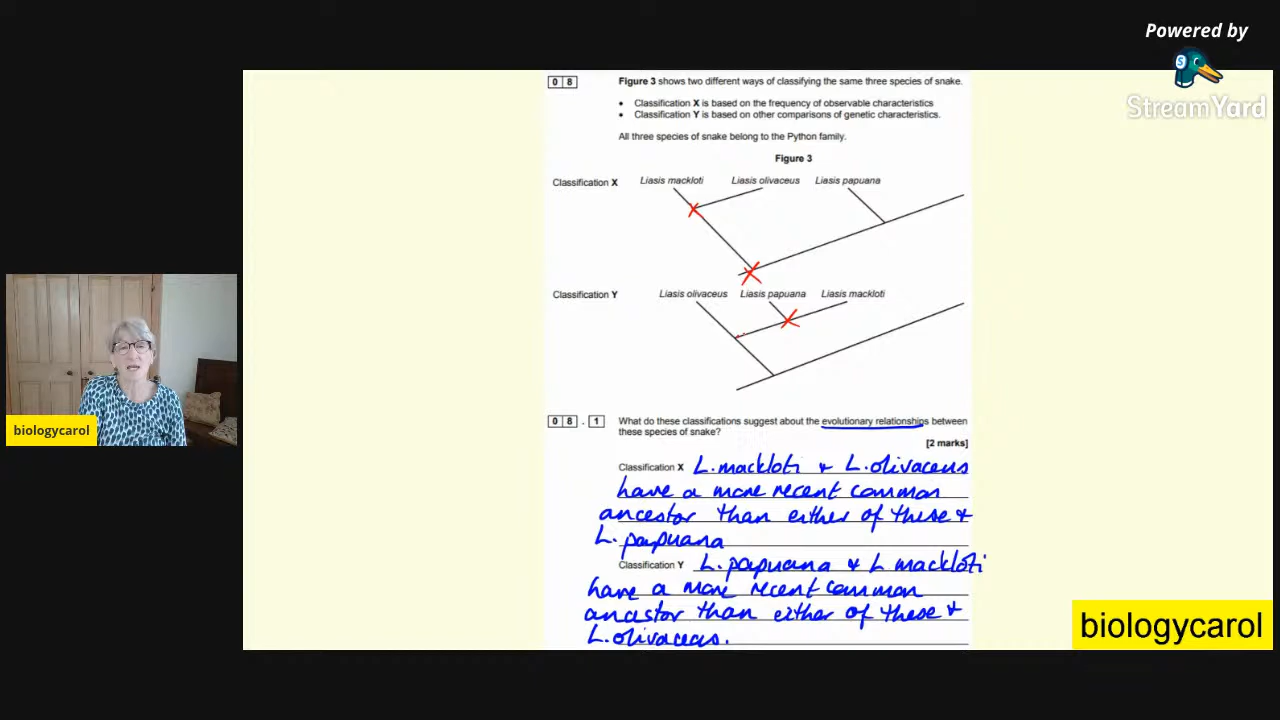 Powered by
S
StreamYard
0 8
Figure 3 shows two different ways of classifying the same three species of snake.
• Classification X is based on the frequency of observable characteristics
• Classification Y is based on other comparisons of genetic characteristics.
All three species of snake belong to the Python family.
Figure 3
Classification X
Liasis mackloti Liasis olivaceus Liasis papuana
Classification Y
Liasis olivaceus Liasis papuana Liasis mackloti
0 8 . 1
What do these classifications suggest about the evolutionary relationships between
these species of snake?
[2 marks]
Classification X L. mackloti & L. olivaceus
have a more recent common
ancestor than either of these &
L. papuana
Classification Y L. papuana & L mackloti
have a more recent common
ancestor than either of these &
L. olivaceus.
biologycarol
biologycarol